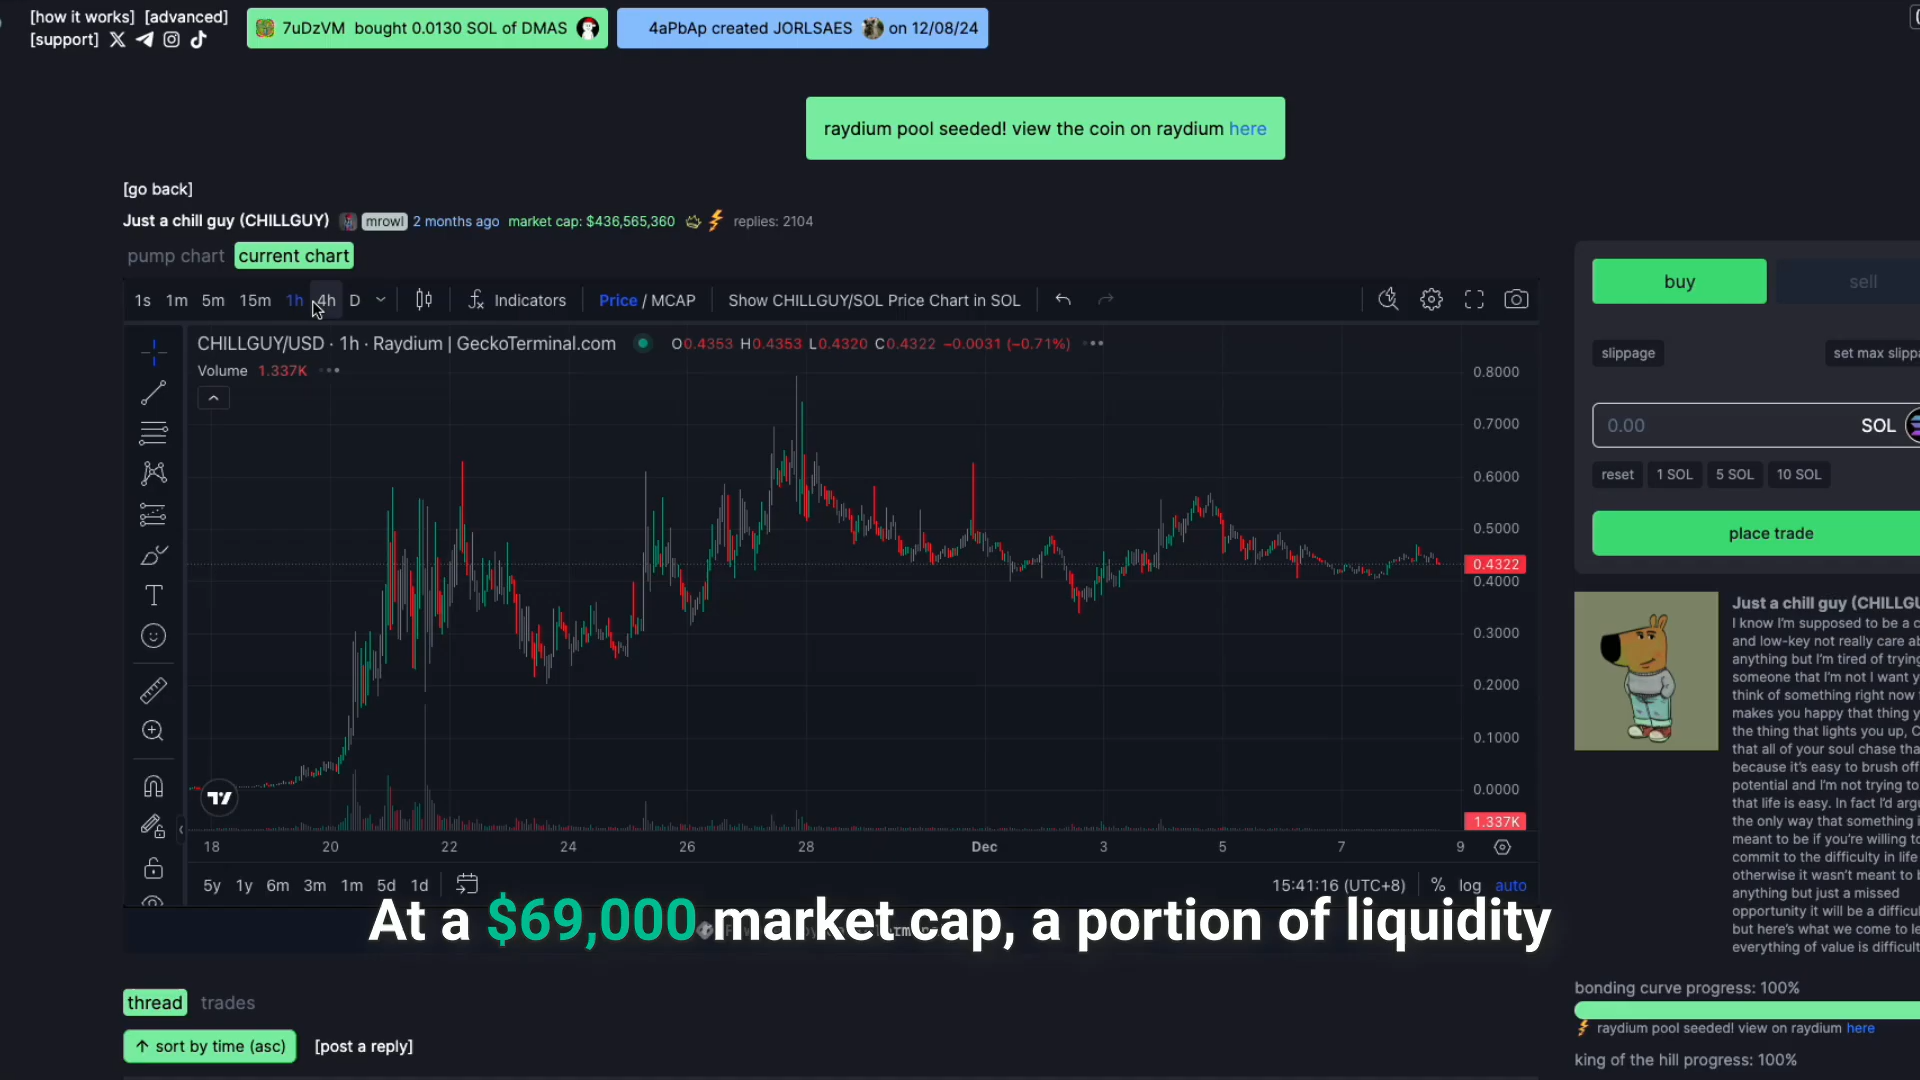 [how it works] [advanced]
[support]
7uDzVM bought 0.0130 SOL of DMAS
4aPbAp created JORLSAES on 12/08/24
raydium pool seeded! view the coin on raydium here
[go back]
Just a chill guy (CHILLGUY) mrowl 2 months ago market cap: $436,565,360 replies: 2104
pump chart current chart
1s 1m 5m 15m 1h 4h D Indicators Price / MCAP Show CHILLGUY/SOL Price Chart in SOL
CHILLGUY/USD · 1h · Raydium | GeckoTerminal.com O0.4353 H0.4353 L0.4320 C0.4322 −0.0031 (−0.71%)
Volume 1.337K
0.8000
0.7000
0.6000
0.5000
0.4322
0.4000
0.3000
0.2000
0.1000
0.0000
1.337K
18 20 22 24 26 28 Dec 3 5 7 9
5y 1y 6m 3m 1m 5d 1d 15:41:16 (UTC+8) % log auto
At a $69,000 market cap, a portion of liquidity
thread trades
↑ sort by time (asc) [post a reply]
buy sell
slippage set max slippa
0.00 SOL
reset 1 SOL 5 SOL 10 SOL
place trade
Just a chill guy (CHILLGU
I know I'm supposed to be a c
and low-key not really care ab
anything but I'm tired of trying
someone that I'm not I want y
think of something right now
makes you happy that thing y
the thing that lights you up, C
that all of your soul chase tha
because it's easy to brush off
potential and I'm not trying to
that life is easy. In fact I'd argu
the only way that something i
meant to be if you're willing to
commit to the difficulty in life
otherwise it wasn't meant to b
anything but just a missed
opportunity it will be a difficul
but here's what we come to le
everything of value is difficult
bonding curve progress: 100%
raydium pool seeded! view on raydium here
king of the hill progress: 100%